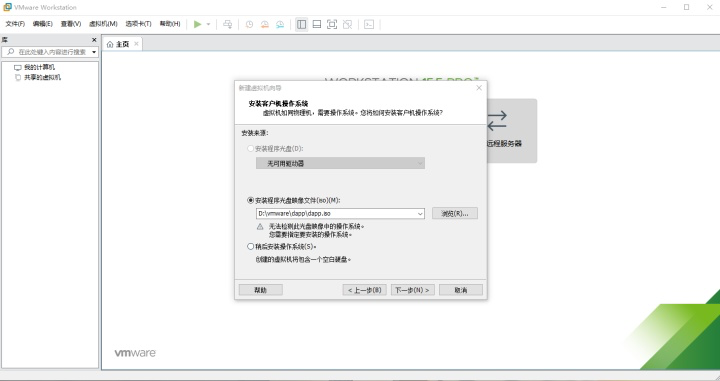 VMware Workstation
文件(F) 编辑(E) 查看(V) 虚拟机(M) 选项卡(T) 帮助(H)
库
在此处键入内容进行搜索
我的计算机
共享的虚拟机
主页
WORKSTATION 15.5 PRO™
远程服务器
新建虚拟机向导
安装客户机操作系统
虚拟机如同物理机，需要操作系统。您将如何安装客户机操作系统?
安装来源:
安装程序光盘(D):
无可用驱动器
安装程序光盘映像文件(iso)(M):
D:\vmware\dapp\dapp.iso
浏览(R)...
无法检测此光盘映像中的操作系统。
您需要指定要安装的操作系统。
稍后安装操作系统(S)。
创建的虚拟机将包含一个空白硬盘。
帮助
< 上一步(B)
下一步(N) >
取消
vmware